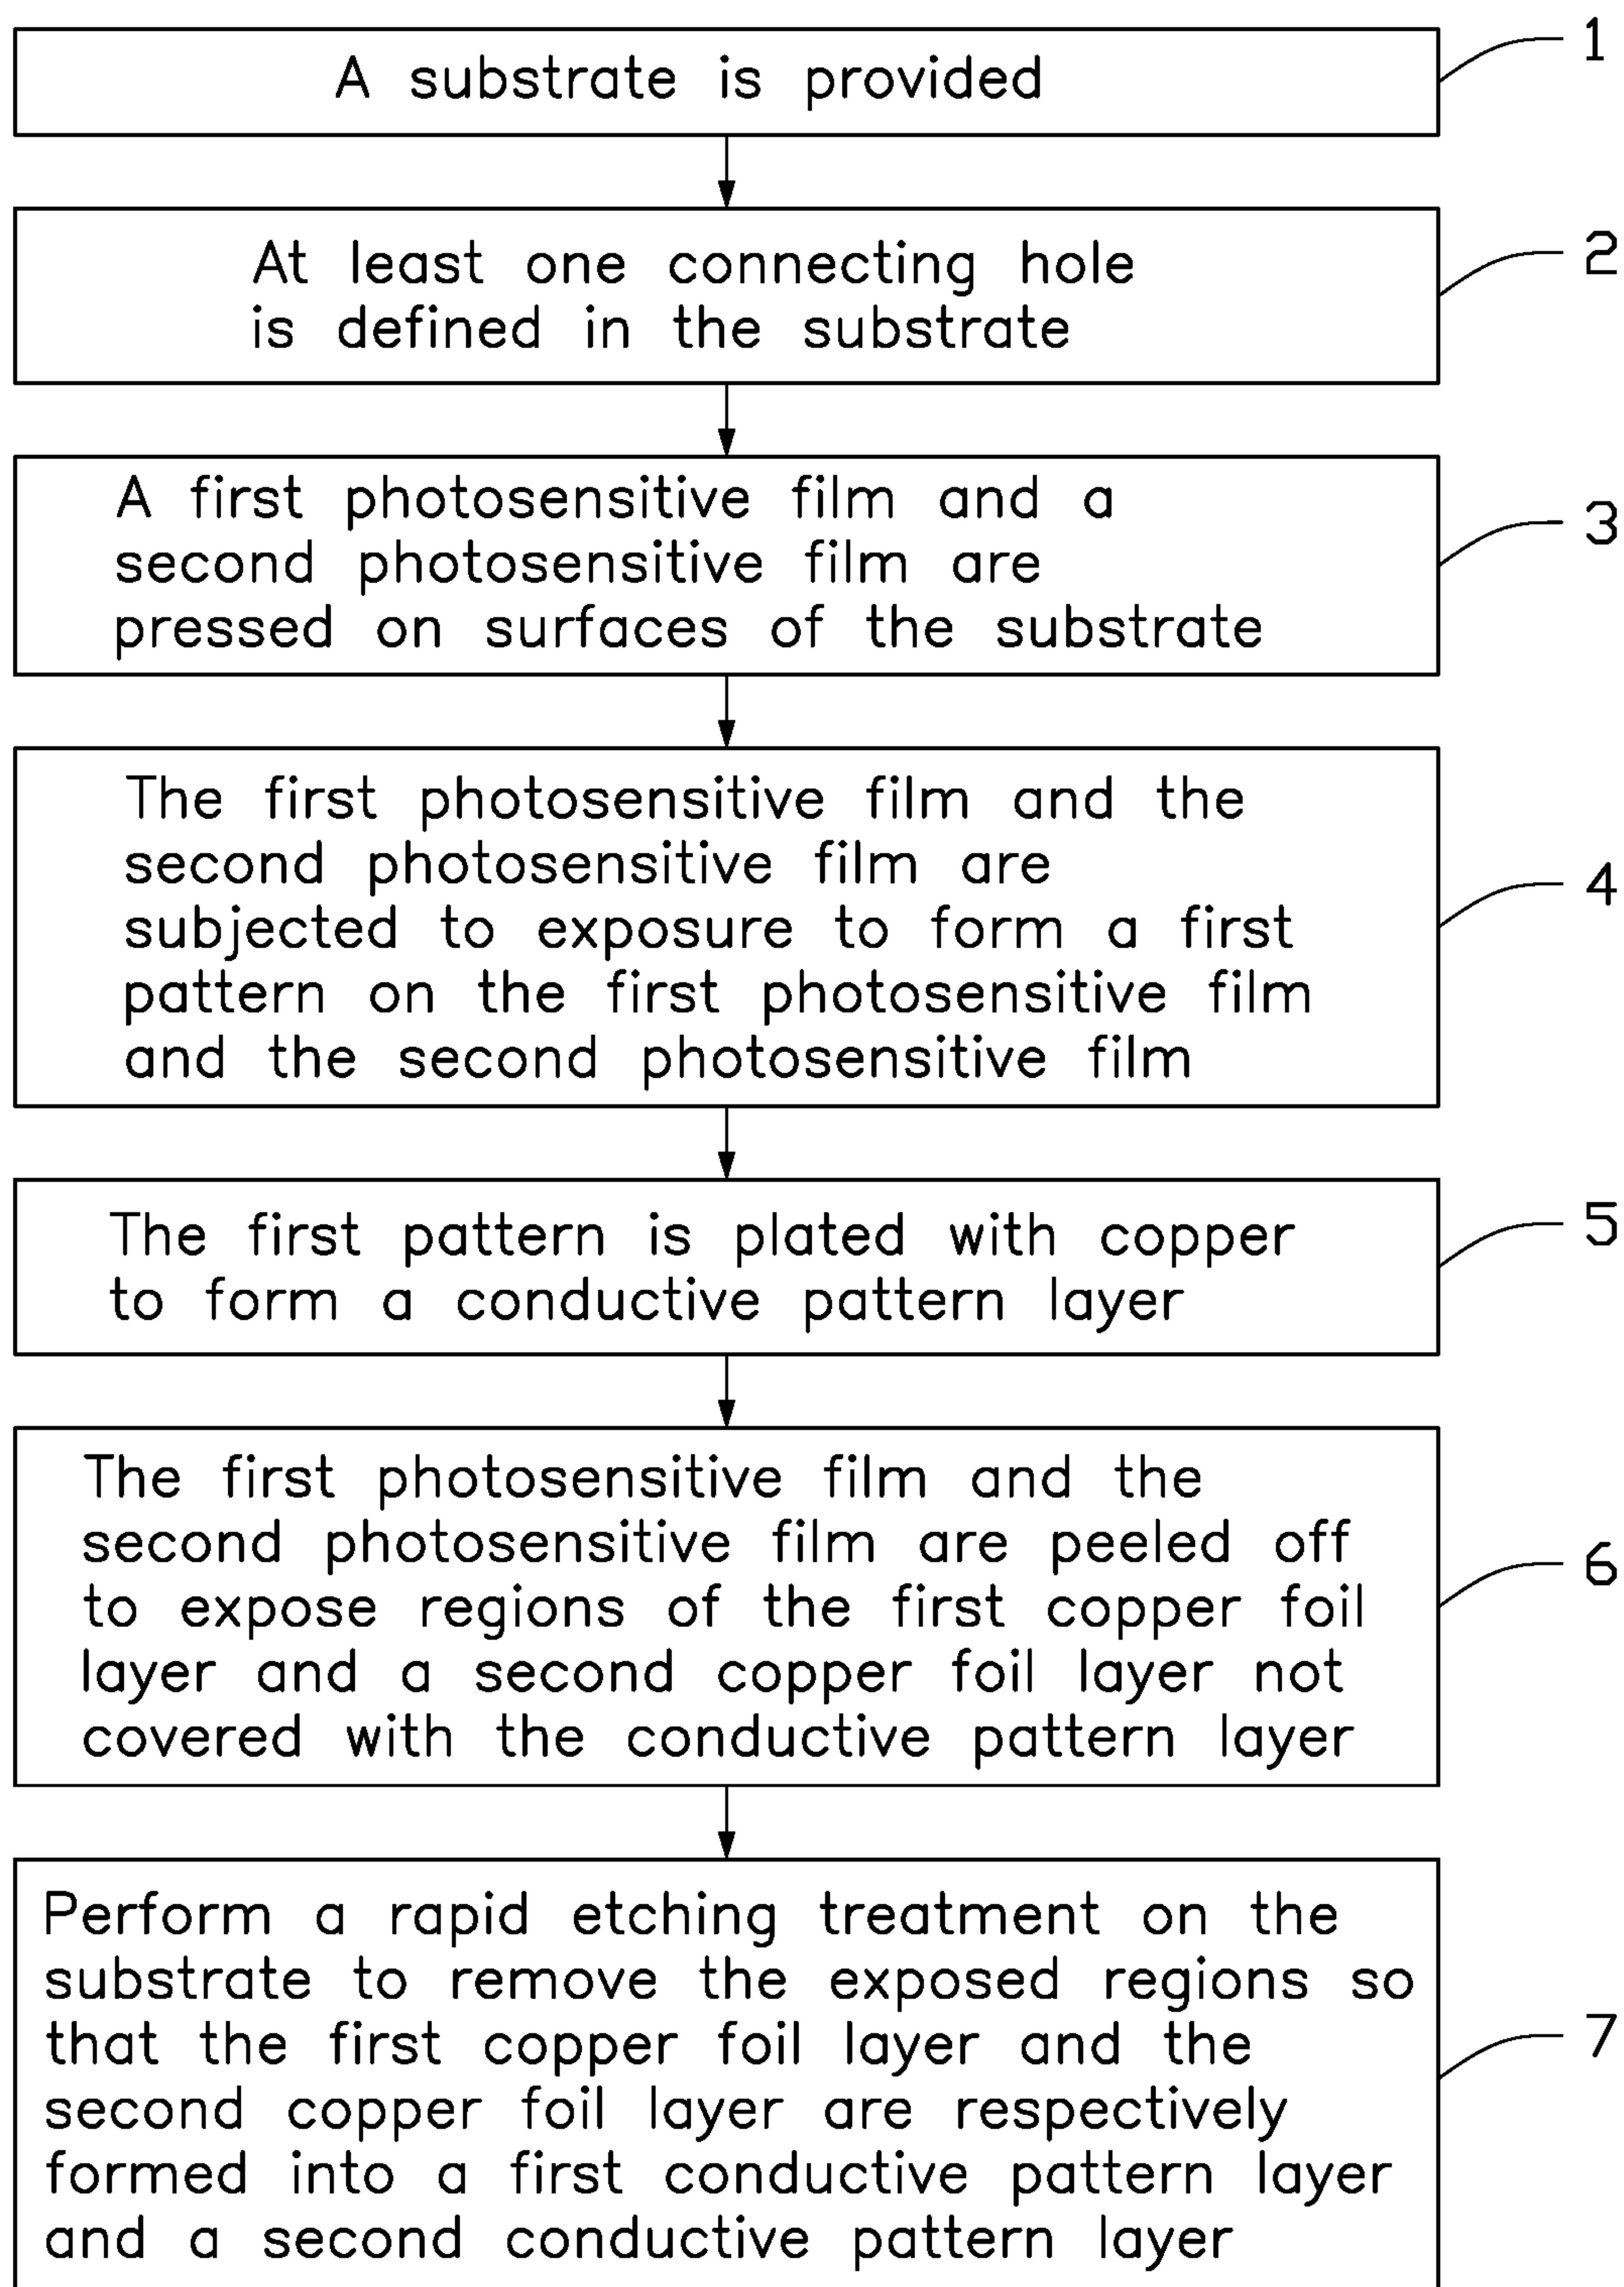 A substrate is provided
1
At least one connecting hole
is defined in the substrate
2
A first photosensitive film and a
second photosensitive film are
pressed on surfaces of the substrate
3
The first photosensitive film and the
second photosensitive film are
subjected to exposure to form a first
pattern on the first photosensitive film
and the second photosensitive film
4
The first pattern is plated with copper
to form a conductive pattern layer
5
The first photosensitive film and the
second photosensitive film are peeled off
to expose regions of the first copper foil
layer and a second copper foil layer not
covered with the conductive pattern layer
6
Perform a rapid etching treatment on the
substrate to remove the exposed regions so
that the first copper foil layer and the
second copper foil layer are respectively
formed into a first conductive pattern layer
and a second conductive pattern layer
7